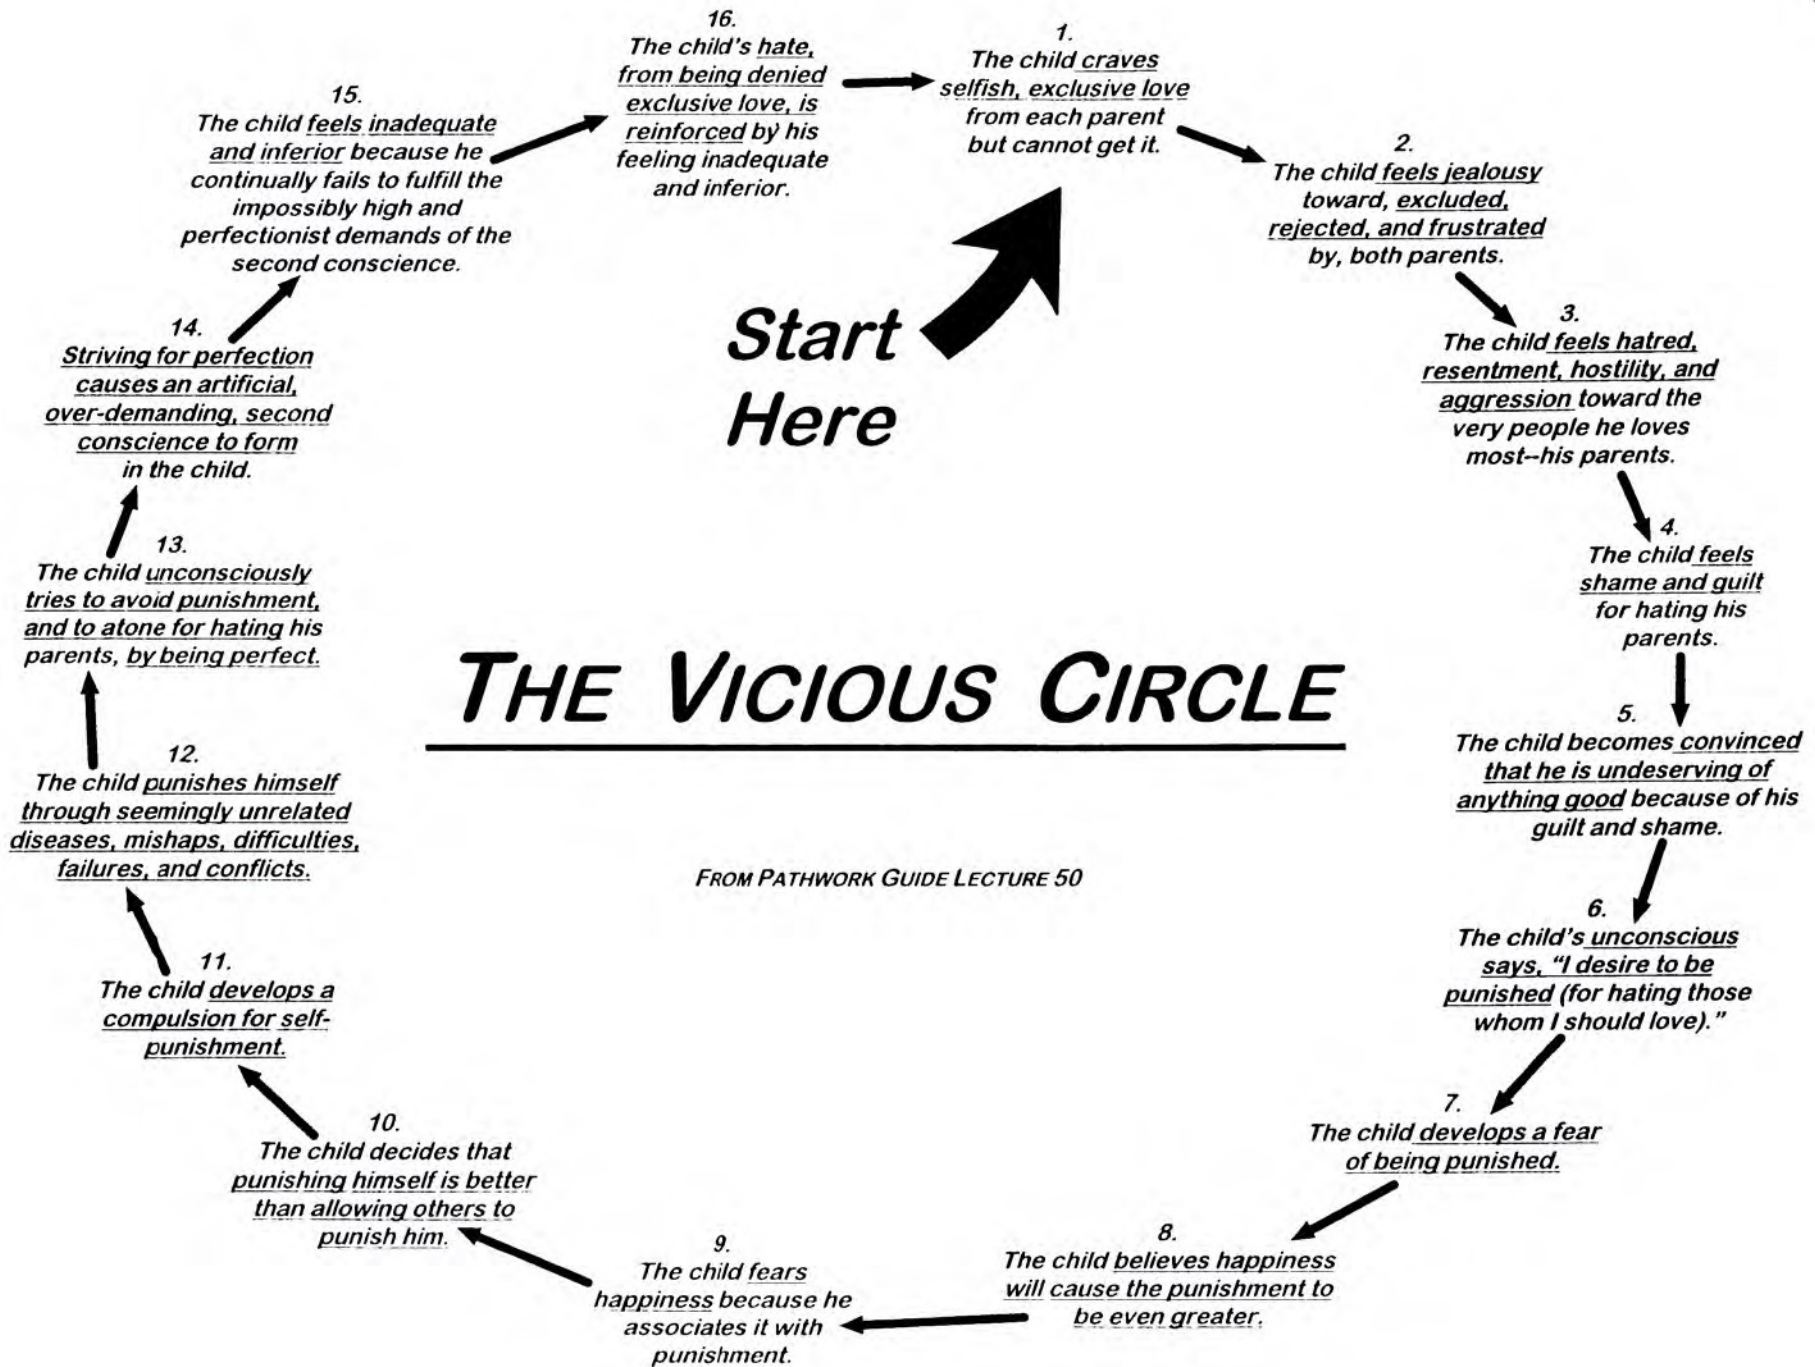 1.
The child craves
selfish, exclusive love
from each parent
but cannot get it.
2.
The child feels jealousy
toward, excluded,
rejected, and frustrated
by, both parents.
3.
The child feels hatred,
resentment, hostility, and
aggression toward the
very people he loves
most--his parents.
4.
The child feels
shame and guilt
for hating his
parents.
5.
The child becomes convinced
that he is undeserving of
anything good because of his
guilt and shame.
6.
The child's unconscious
says, "I desire to be
punished (for hating those
whom I should love)."
7.
The child develops a fear
of being punished.
8.
The child believes happiness
will cause the punishment to
be even greater.
9.
The child fears
happiness because he
associates it with
punishment.
10.
The child decides that
punishing himself is better
than allowing others to
punish him.
11.
The child develops a
compulsion for self-
punishment.
12.
The child punishes himself
through seemingly unrelated
diseases, mishaps, difficulties,
failures, and conflicts.
13.
The child unconsciously
tries to avoid punishment,
and to atone for hating his
parents, by being perfect.
14.
Striving for perfection
causes an artificial,
over-demanding, second
conscience to form
in the child.
15.
The child feels inadequate
and inferior because he
continually fails to fulfill the
impossibly high and
perfectionist demands of the
second conscience.
16.
The child's hate,
from being denied
exclusive love, is
reinforced by his
feeling inadequate
and inferior.
Start
Here
THE VICIOUS CIRCLE
FROM PATHWORK GUIDE LECTURE 50